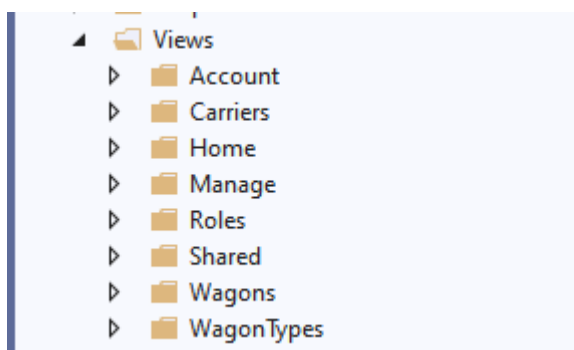 Views
Account
Carriers
Home
Manage
Roles
Shared
Wagons
WagonTypes